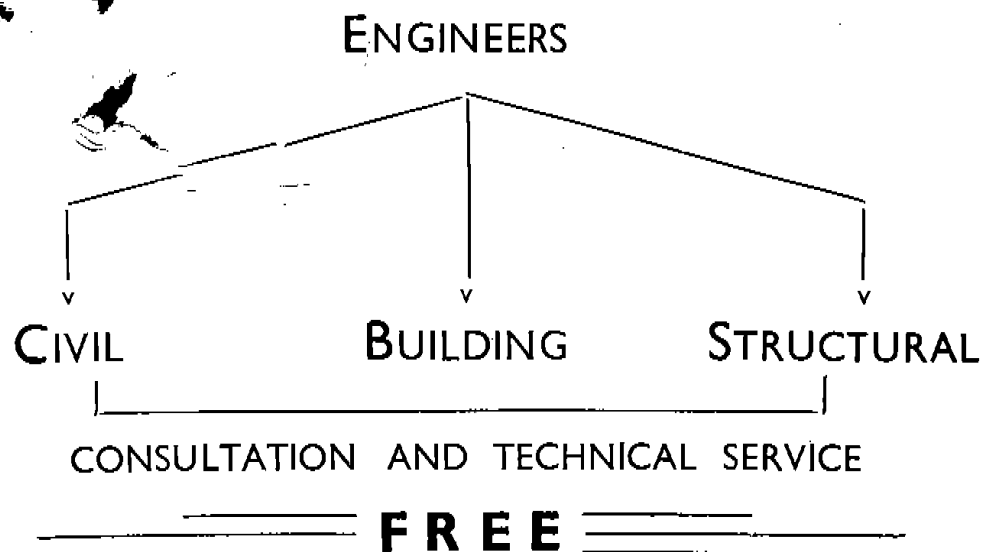 ENGINEERS
CIVIL BUILDING STRUCTURAL
CONSULTATION AND TECHNICAL SERVICE
FREE